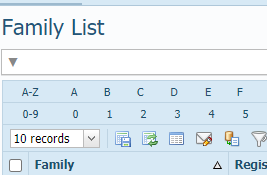 Family List
A-Z A B C D E F
0-9 0 1 2 3 4 5
10 records
Family Regis